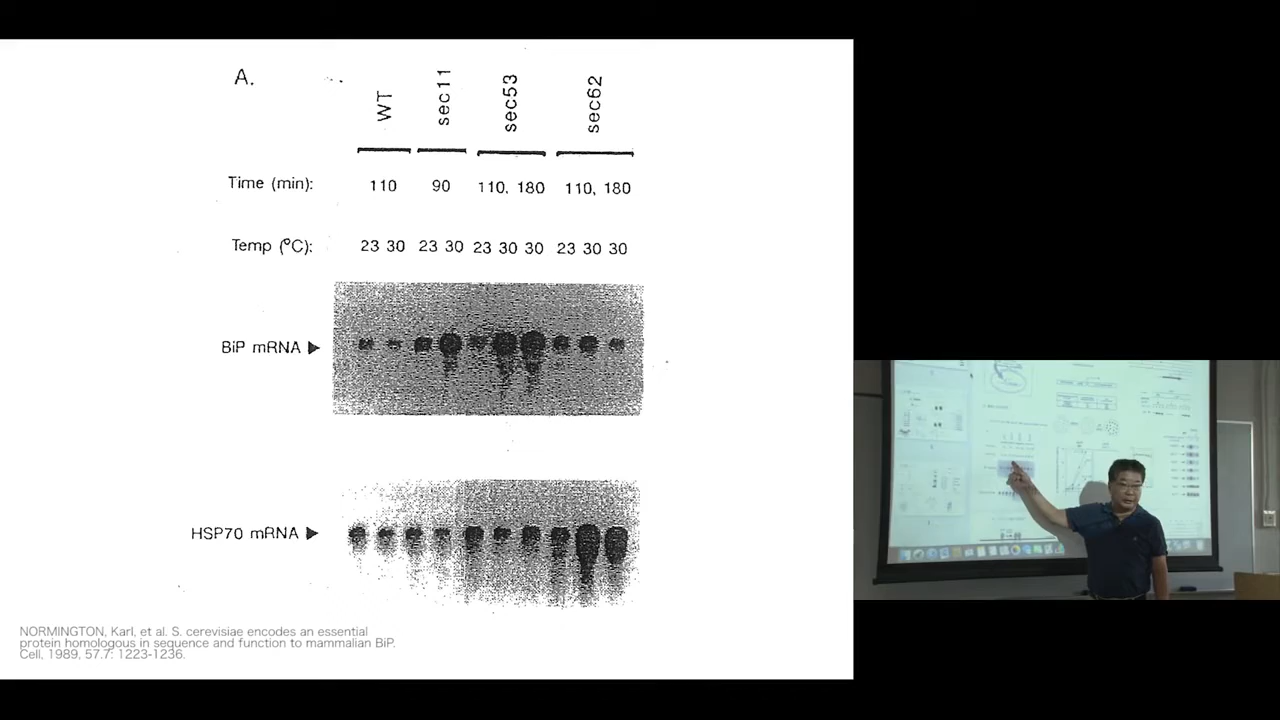 A.
WT
sec11
sec53
sec62
Time (min): 110 90 110, 180 110, 180
Temp (°C): 23 30 23 30 23 30 30 23 30 30
BiP mRNA
HSP70 mRNA
NORMINGTON, Karl, et al. S. cerevisiae encodes an essential
protein homologous in sequence and function to mammalian BiP.
Cell, 1989, 57.7: 1223-1236.